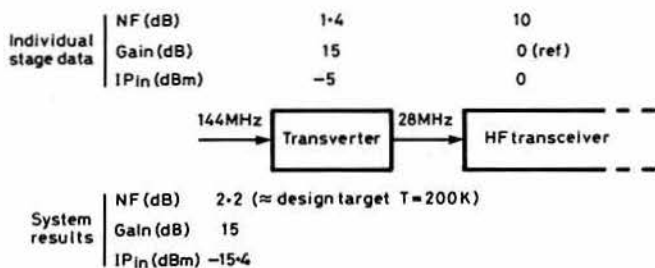 NF (dB) 1·4 10
Individual stage data
Gain (dB) 15 0 (ref)
IPin (dBm) −5 0
144MHz 28MHz
Transverter HF transceiver
NF (dB) 2·2 (≈ design target T=200K)
System results
Gain (dB) 15
IPin (dBm) −15·4